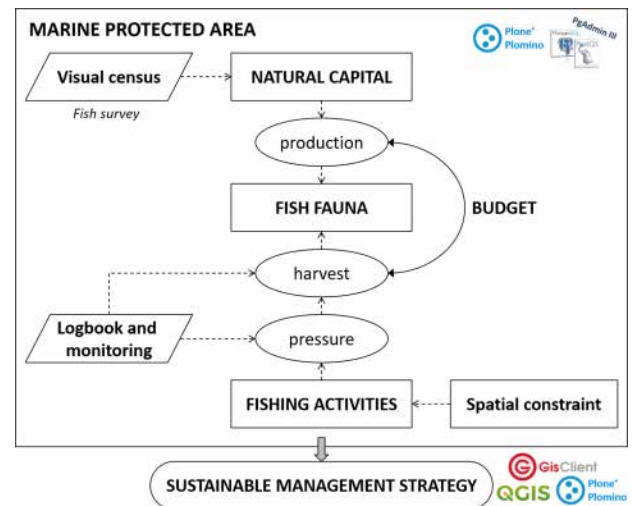 MARINE PROTECTED AREA
Plone®
Plomino
PgAdmin III
Visual census
NATURAL CAPITAL
Fish survey
production
FISH FAUNA
BUDGET
harvest
Logbook and
monitoring
pressure
FISHING ACTIVITIES
Spatial constraint
SUSTAINABLE MANAGEMENT STRATEGY
GisClient
QGIS
Plone®
Plomino